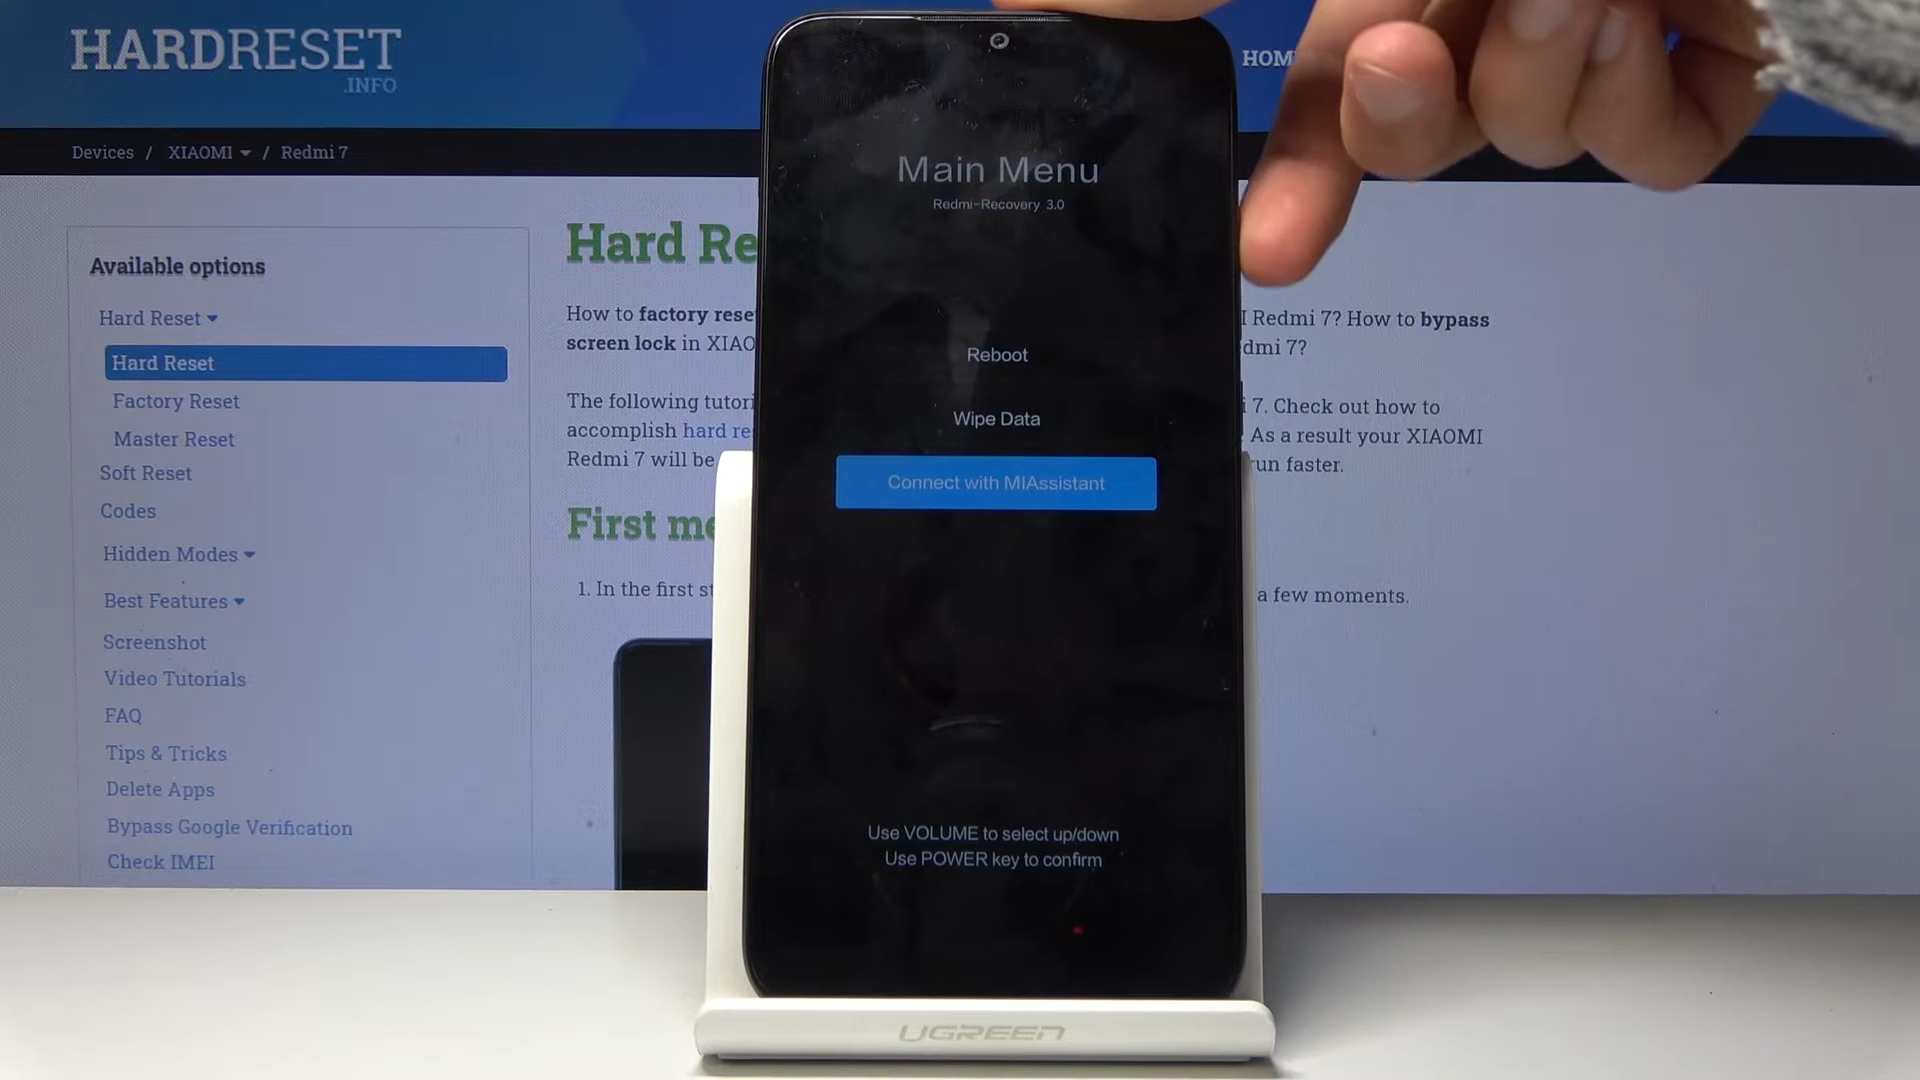 HARDRESET
.INFO
HOM
Devices / XIAOMI / Redmi 7
Available options
Hard Reset
Hard Reset
Factory Reset
Master Reset
Soft Reset
Codes
Hidden Modes
Best Features
Screenshot
Video Tutorials
FAQ
Tips & Tricks
Delete Apps
Bypass Google Verification
Check IMEI
Hard Re
How to factory rese
I Redmi 7? How to bypass
screen lock in XIAO
dmi 7?
The following tutori
i 7. Check out how to
accomplish hard re
As a result your XIAOMI
Redmi 7 will be
run faster.
First me
1. In the first st
a few moments.
Main Menu
Redmi-Recovery 3.0
Reboot
Wipe Data
Connect with MIAssistant
Use VOLUME to select up/down
Use POWER key to confirm
UGREEN